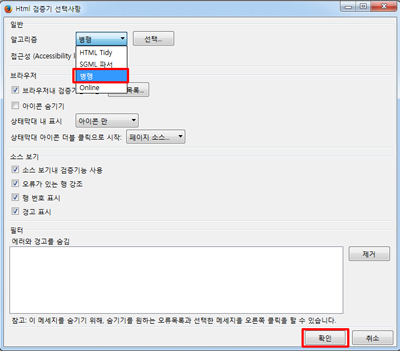 Html 검증기 선택사항
일반
알고리즘 병행 선택...
HTML Tidy
접근성 (Accessibility
SGML 파서
병행
브라우저
브라우저내 검증기 목록...
Online
아이콘 숨기기
상태막대 내 표시 아이콘 만
상태막대 아이콘 더블 클릭으로 시작: 페이지 소스...
소스 보기
소스 보기내 검증기능 사용
오류가 있는 행 강조
행 번호 표시
경고 표시
필터
에러와 경고를 숨김
제거
참고: 이 메세지를 숨기기 위해, 숨기기를 원하는 오류목록과 선택한 메세지을 오른쪽 클릭을 할 수 있습니다.
확인 취소